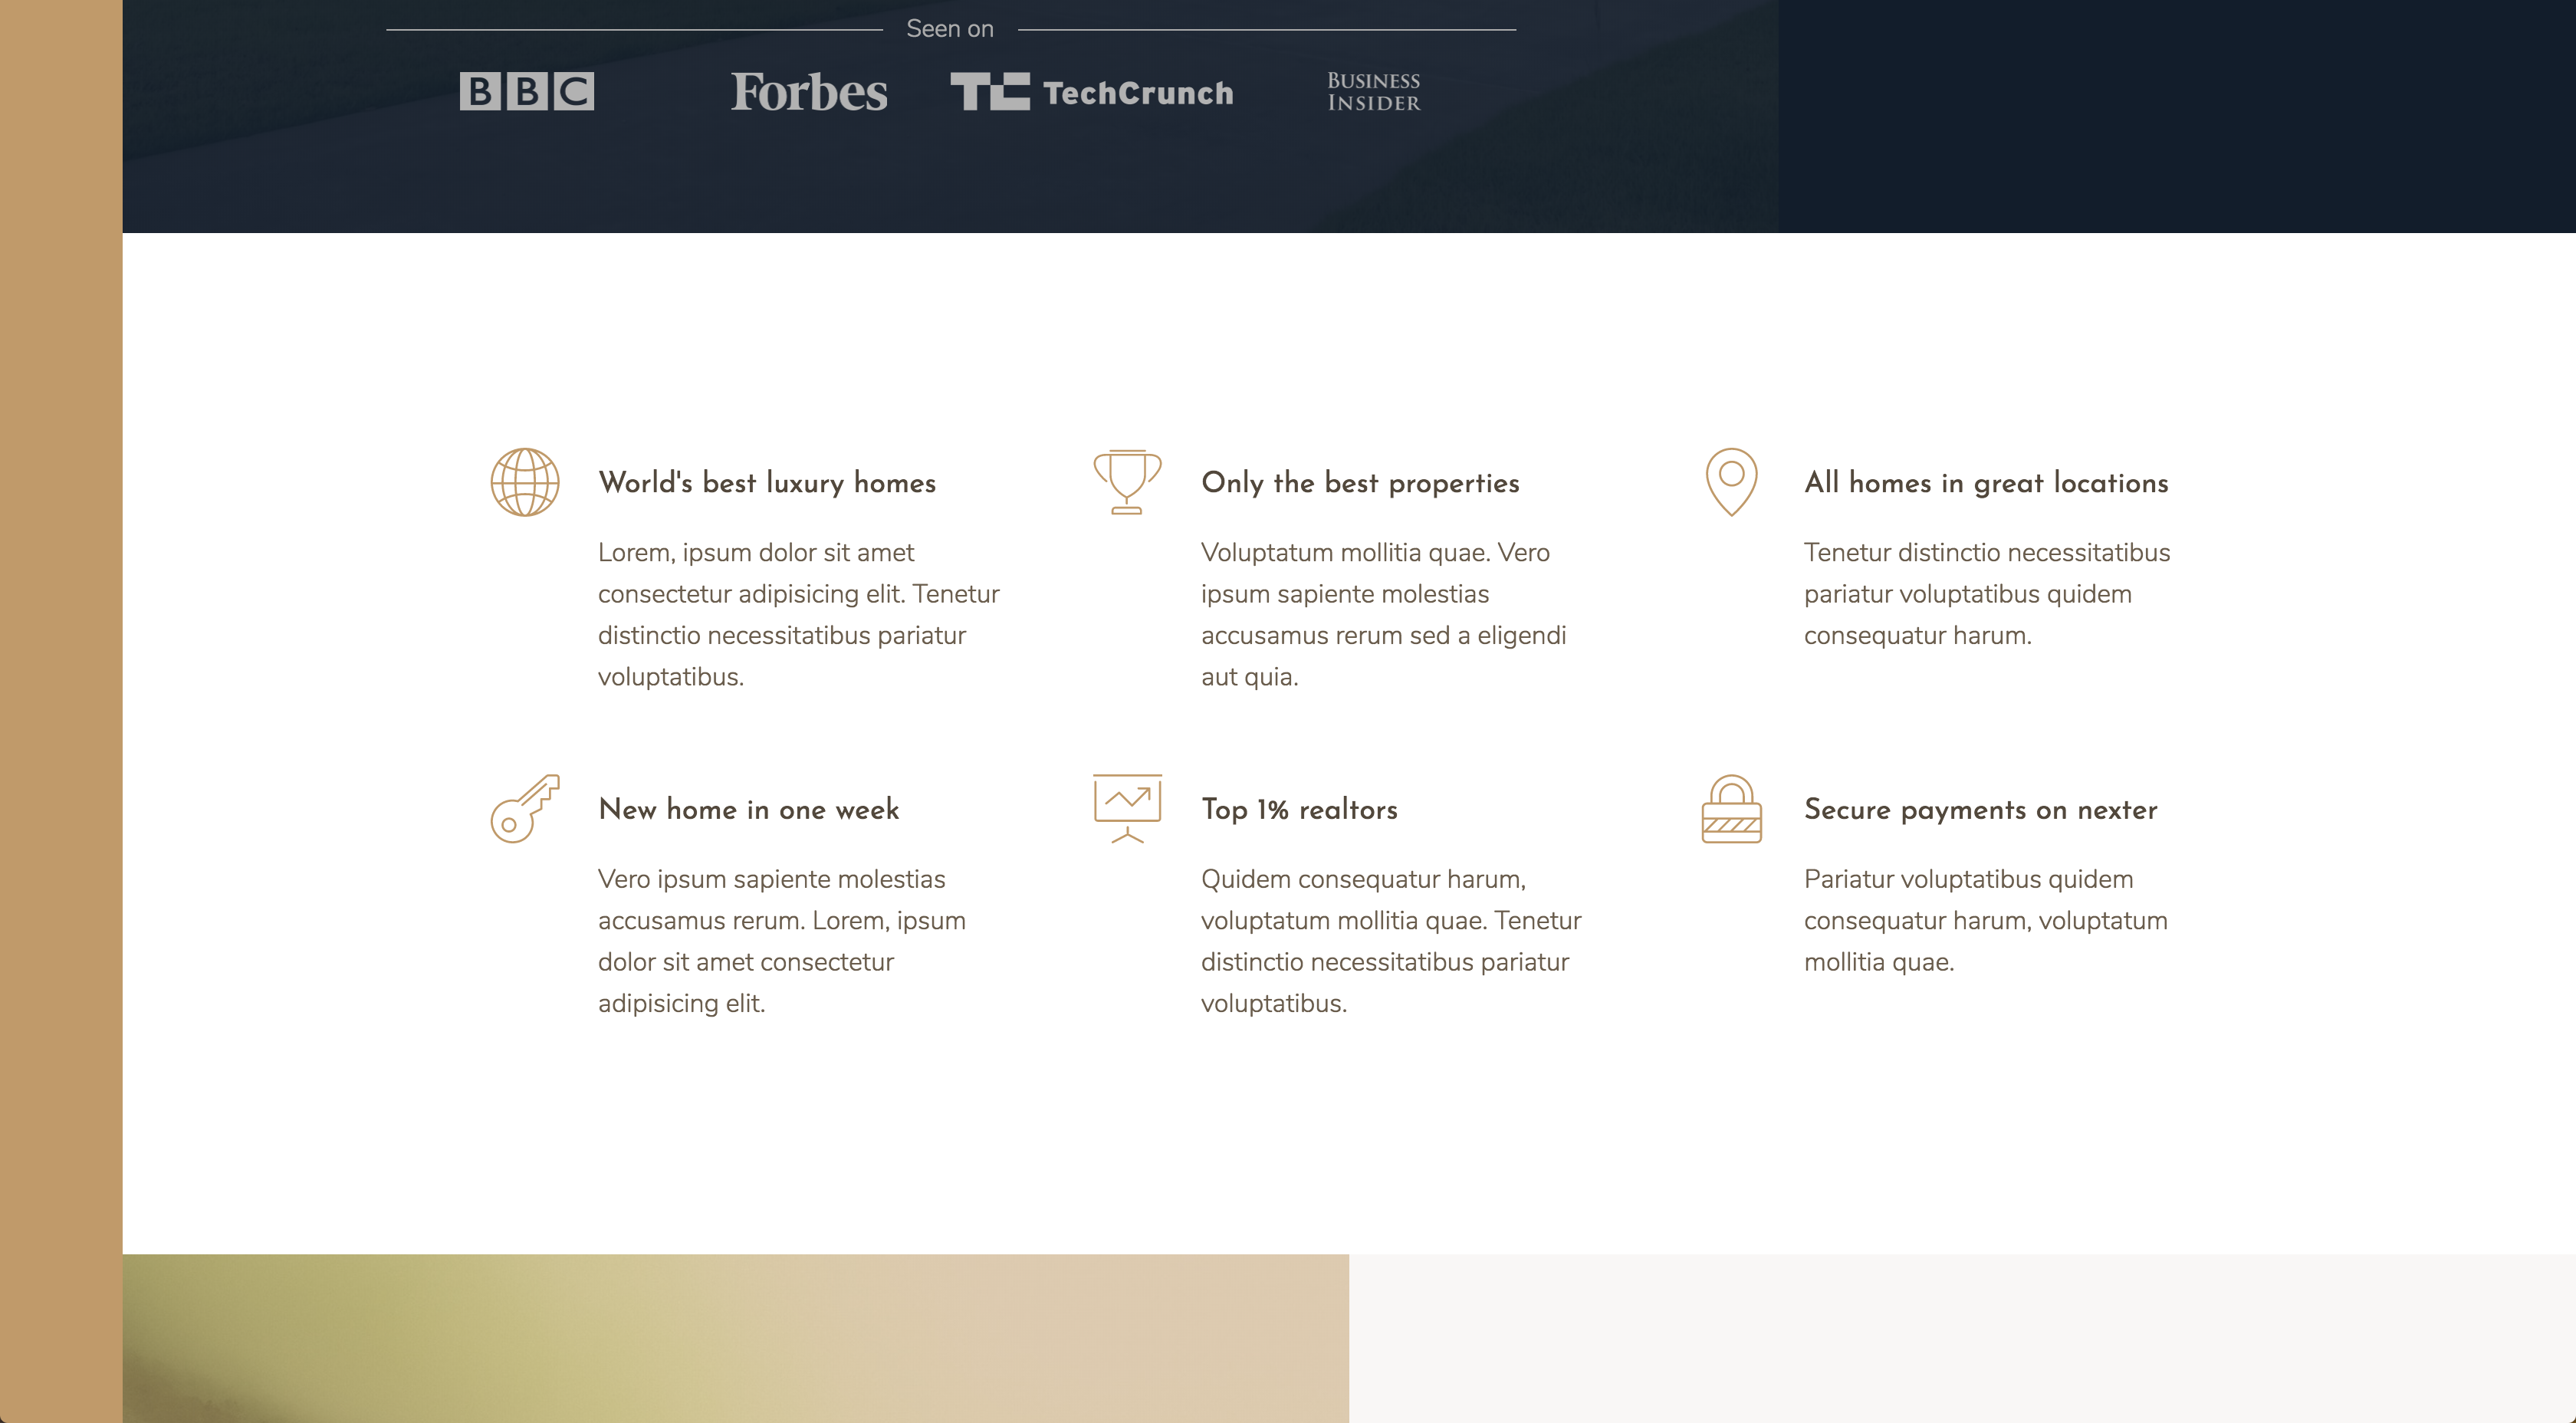 Seen on
BBC
Forbes
TC TechCrunch
BUSINESS
INSIDER
World's best luxury homes
Lorem, ipsum dolor sit amet
consectetur adipisicing elit. Tenetur
distinctio necessitatibus pariatur
voluptatibus.
Only the best properties
Voluptatum mollitia quae. Vero
ipsum sapiente molestias
accusamus rerum sed a eligendi
aut quia.
All homes in great locations
Tenetur distinctio necessitatibus
pariatur voluptatibus quidem
consequatur harum.
New home in one week
Vero ipsum sapiente molestias
accusamus rerum. Lorem, ipsum
dolor sit amet consectetur
adipisicing elit.
Top 1% realtors
Quidem consequatur harum,
voluptatum mollitia quae. Tenetur
distinctio necessitatibus pariatur
voluptatibus.
Secure payments on nexter
Pariatur voluptatibus quidem
consequatur harum, voluptatum
mollitia quae.